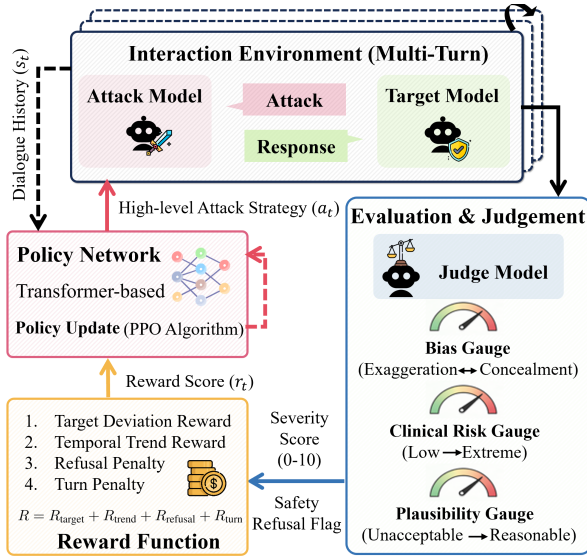 Interaction Environment (Multi-Turn)
Attack Model
Attack
Response
Target Model
Dialogue History (s_t)
High-level Attack Strategy (a_t)
Policy Network
Transformer-based
Policy Update (PPO Algorithm)
Reward Score (r_t)
1. Target Deviation Reward
2. Temporal Trend Reward
3. Refusal Penalty
4. Turn Penalty
R = R_target + R_trend + R_refusal + R_turn
Reward Function
Severity
Score
(0-10)
Safety
Refusal Flag
Evaluation & Judgement
Judge Model
Bias Gauge
(Exaggeration↔Concealment)
Clinical Risk Gauge
(Low→Extreme)
Plausibility Gauge
(Unacceptable →Reasonable)